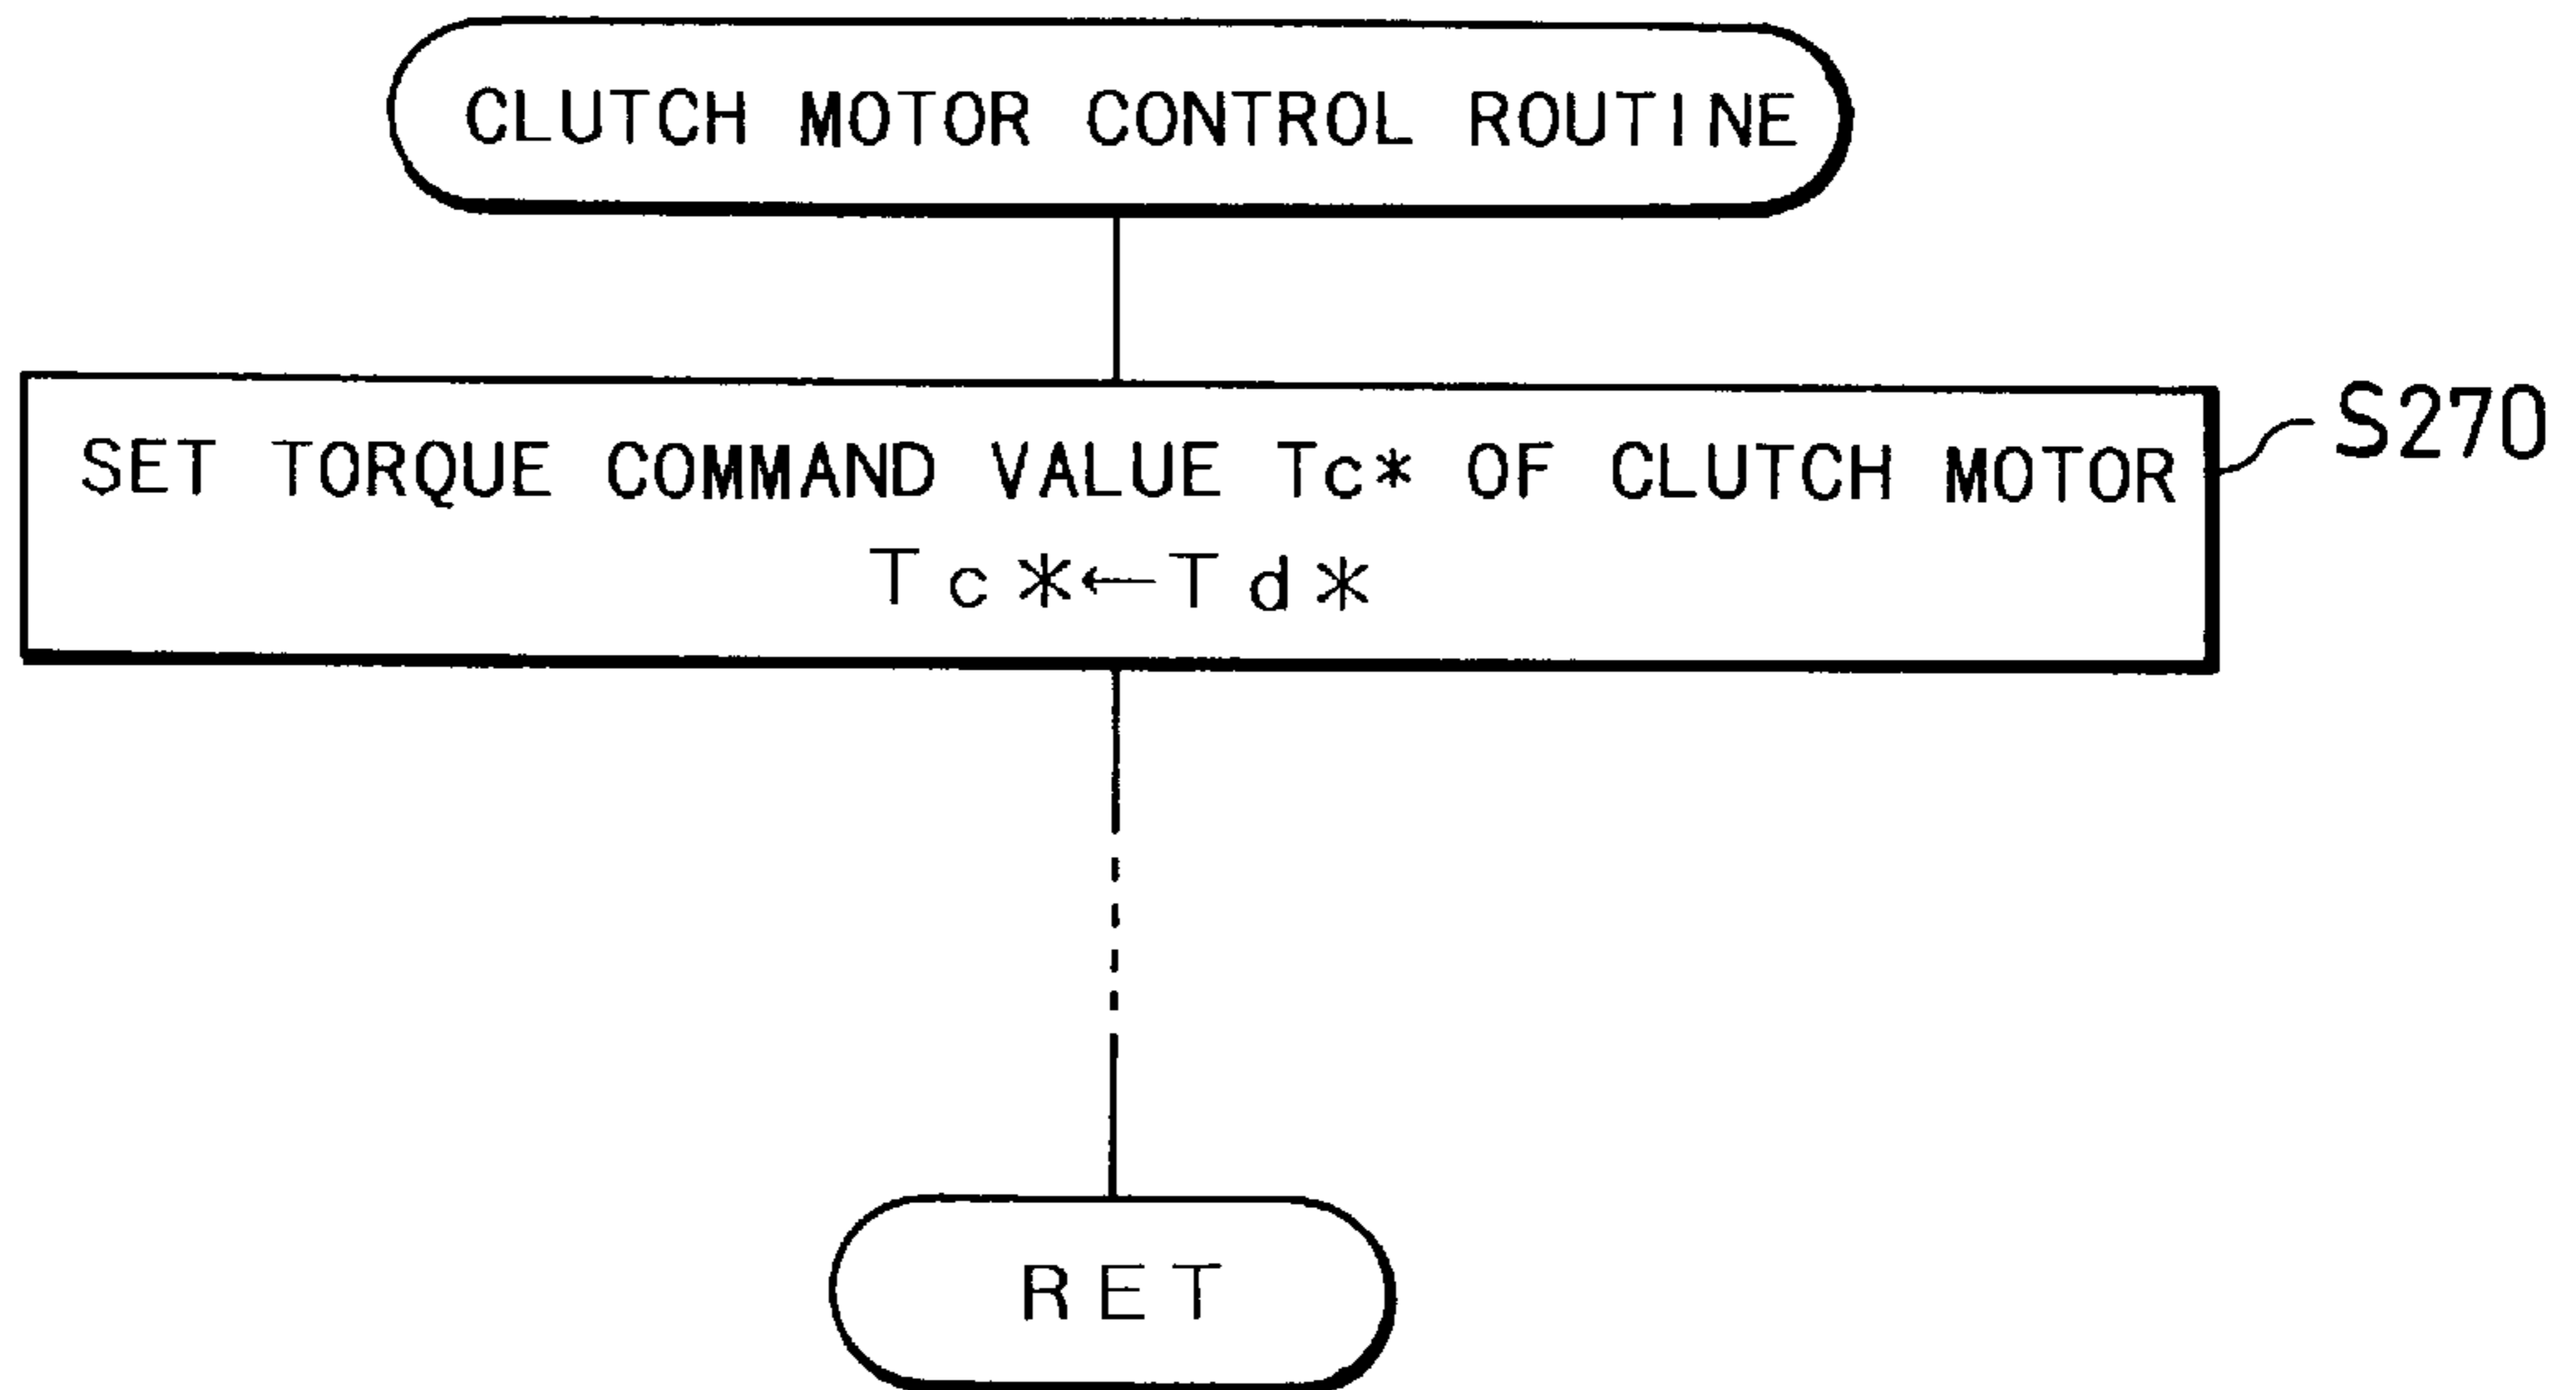 CLUTCH MOTOR CONTROL ROUTINE
SET TORQUE COMMAND VALUE Tc* OF CLUTCH MOTOR
Tc*←Td*
S270
RET